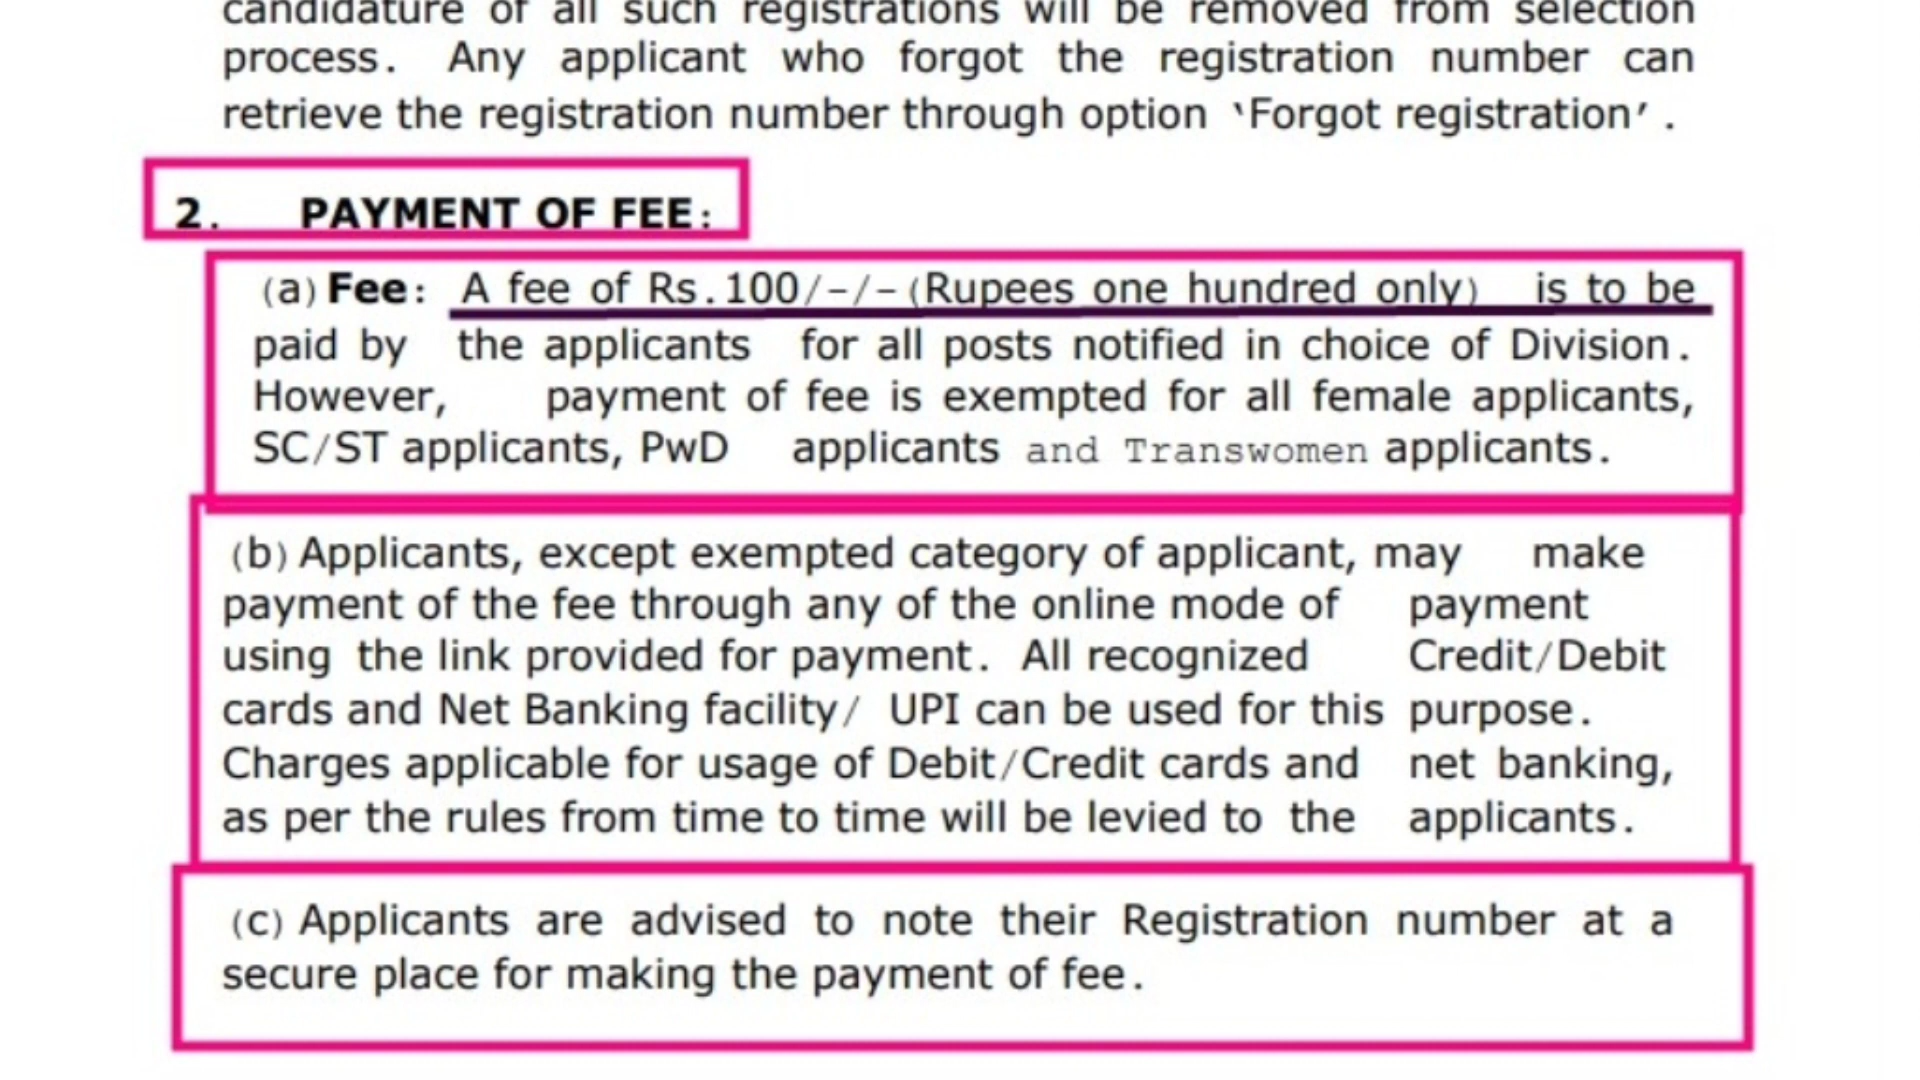 candidature of all such registrations will be removed from selection
process. Any applicant who forgot the registration number can
retrieve the registration number through option ‘Forgot registration’.
2. PAYMENT OF FEE:
(a) Fee: A fee of Rs.100/-/-(Rupees one hundred only) is to be
paid by the applicants for all posts notified in choice of Division.
However, payment of fee is exempted for all female applicants,
SC/ST applicants, PwD applicants and Transwomen applicants.
(b) Applicants, except exempted category of applicant, may make
payment of the fee through any of the online mode of payment
using the link provided for payment. All recognized Credit/Debit
cards and Net Banking facility/ UPI can be used for this purpose.
Charges applicable for usage of Debit/Credit cards and net banking,
as per the rules from time to time will be levied to the applicants.
(c) Applicants are advised to note their Registration number at a
secure place for making the payment of fee.